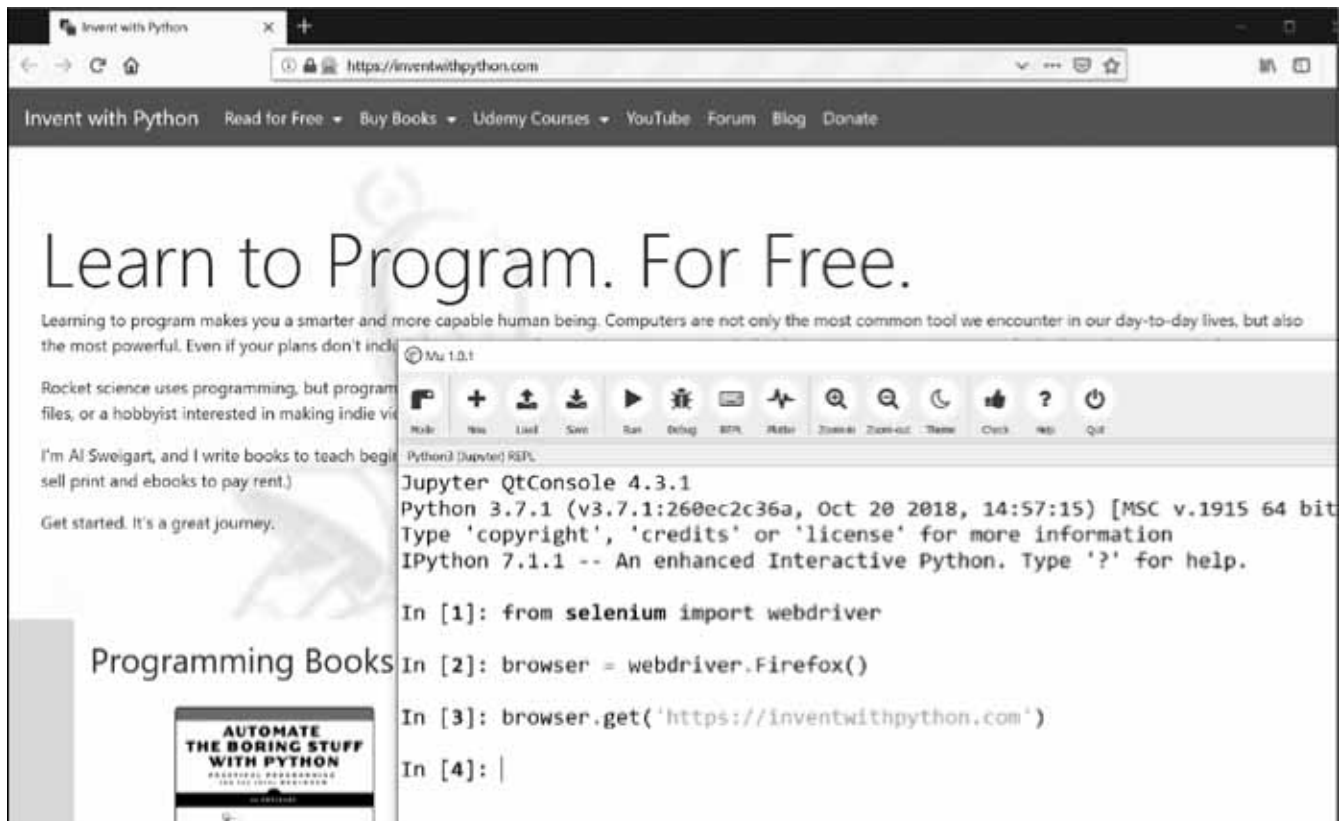 Invent with Python
https://inventwithpython.com
Invent with Python Read for Free Buy Books Udemy Courses YouTube Forum Blog Donate
Learn to Program. For Free.
Learning to program makes you a smarter and more capable human being. Computers are not only the most common tool we encounter in our day-to-day lives, but also
the most powerful. Even if your plans don't incl
Rocket science uses programming, but program
files, or a hobbyist interested in making indie vi
I'm Al Sweigart, and I write books to teach begi
sell print and ebooks to pay rent.)
Get started. It's a great journey.
Programming Books
AUTOMATE
THE BORING STUFF
WITH PYTHON
PRACTICAL PROGRAMMING
FOR THE TOTAL BEGINNER
AL SWEIGART
Mu 1.0.1
Mode New Load Save Run Debug REPL Plotter Zoom-in Zoom-out Theme Check Help Quit
Python3 (Jupyter) REPL
Jupyter QtConsole 4.3.1
Python 3.7.1 (v3.7.1:260ec2c36a, Oct 20 2018, 14:57:15) [MSC v.1915 64 bit
Type 'copyright', 'credits' or 'license' for more information
IPython 7.1.1 -- An enhanced Interactive Python. Type '?' for help.
In [1]: from selenium import webdriver
In [2]: browser = webdriver.Firefox()
In [3]: browser.get('https://inventwithpython.com')
In [4]: